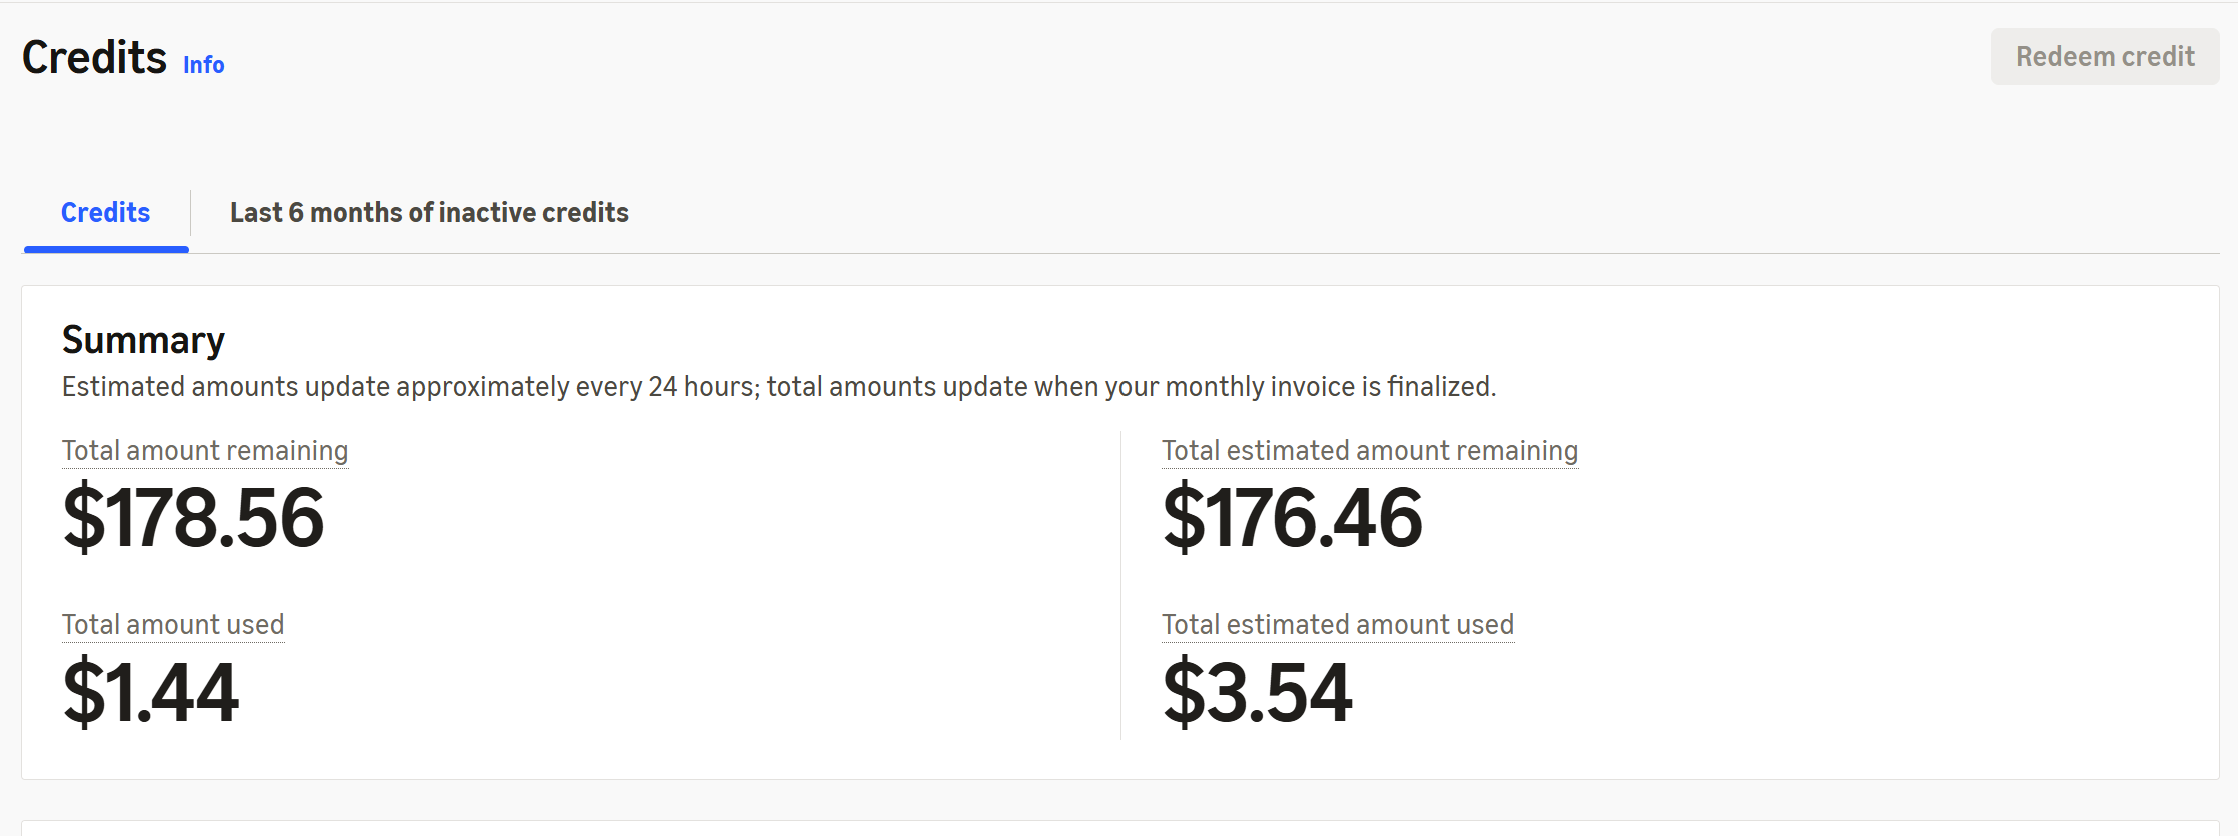 Credits Info
Redeem credit
Credits
Last 6 months of inactive credits
Summary
Estimated amounts update approximately every 24 hours; total amounts update when your monthly invoice is finalized.
Total amount remaining
$178.56
Total amount used
$1.44
Total estimated amount remaining
$176.46
Total estimated amount used
$3.54